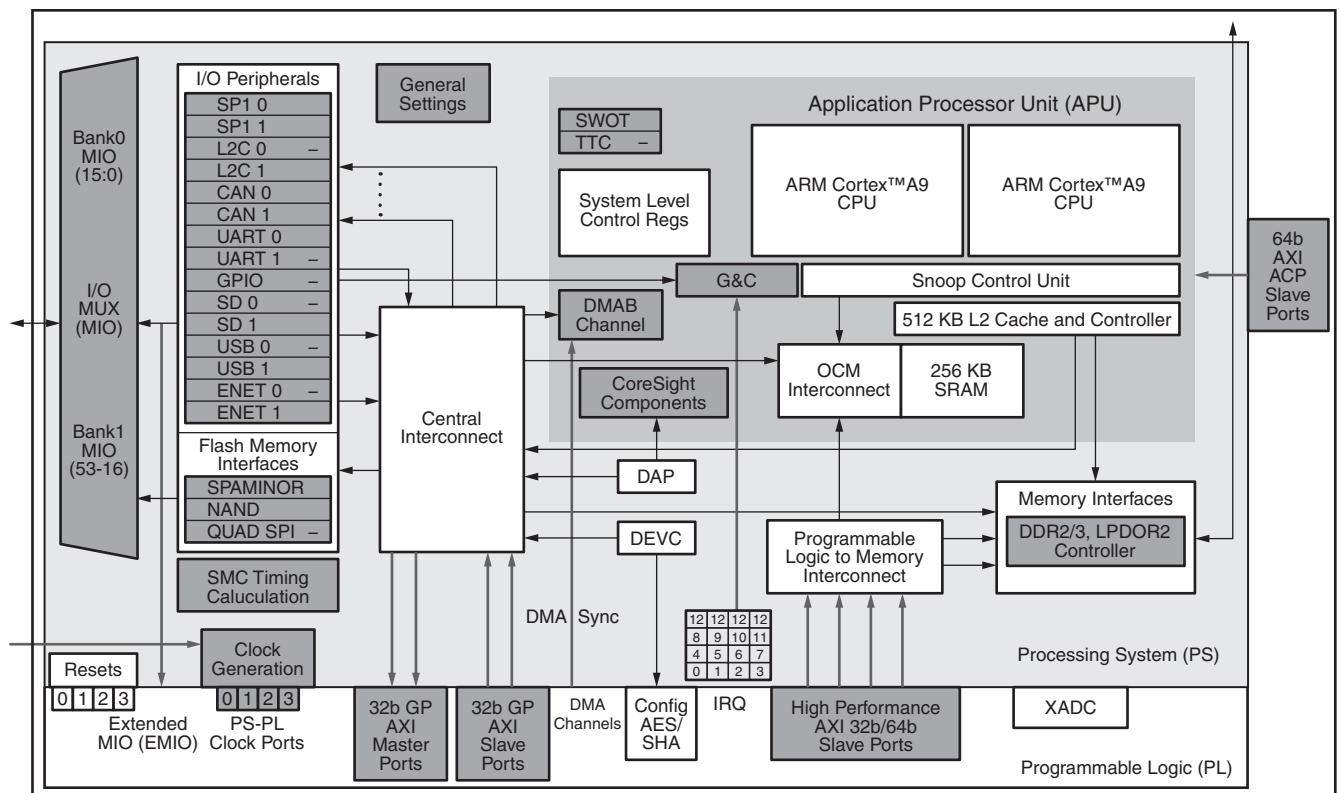 I/O Peripherals
SP1 0
SP1 1
L2C 0 –
L2C 1
CAN 0
CAN 1
UART 0
UART 1 –
GPIO –
SD 0 –
SD 1
USB 0 –
USB 1
ENET 0 –
ENET 1
Flash Memory
Interfaces
SPAMINOR
NAND
QUAD SPI –
SMC Timing
Caluculation
Bank0
MIO
(15:0)
I/O
MUX
(MIO)
Bank1
MIO
(53-16)
General
Settings
Application Processor Unit (APU)
SWOT
TTC –
System Level
Control Regs
ARM Cortex™A9
CPU
ARM Cortex™A9
CPU
64b
AXI
ACP
Slave
Ports
G&C
Snoop Control Unit
DMAB
Channel
512 KB L2 Cache and Controller
OCM
Interconnect
256 KB
SRAM
CoreSight
Components
Central
Interconnect
DAP
DEVC
Memory Interfaces
DDR2/3, LPDOR2
Controller
Programmable
Logic to Memory
Interconnect
DMA Sync
12 12 12 12
8 9 10 11
4 5 6 7
0 1 2 3
Processing System (PS)
Resets
0 1 2 3
Extended
MIO (EMIO)
Clock
Generation
0 1 2 3
PS-PL
Clock Ports
32b GP
AXI
Master
Ports
32b GP
AXI
Slave
Ports
DMA
Channels
Config
AES/
SHA
IRQ
High Performance
AXI 32b/64b
Slave Ports
XADC
Programmable Logic (PL)